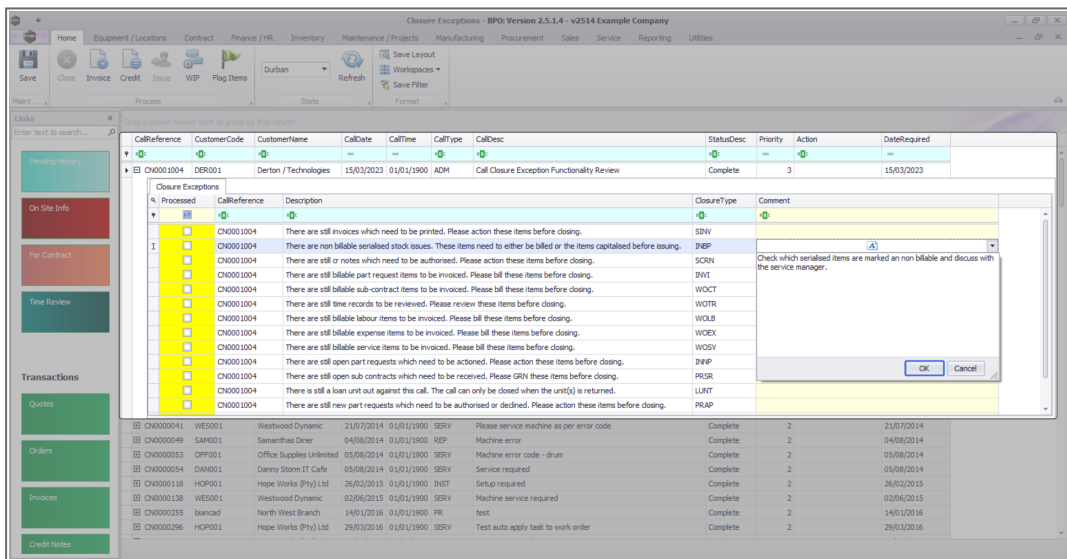 Closure Exceptions - BPO: Version 2.5.1.4 - v2514 Example Company
Home Equipment / Locations Contract Finance / HR Inventory Maintenance / Projects Manufacturing Procurement Sales Service Reporting Utilities
Save Close Invoice Credit Issue WIP Flag Items Durban Refresh Save Layout
Workspaces
Save Filter
Maint... Process State Format
Links
Enter text to search...
Pending History
On Site Info
For Contract
Time Review
Transactions
Quotes
Orders
Invoices
Credit Notes
Drag a column header here to group by that column
CallReference CustomerCode CustomerName CallDate CallTime CallType CallDesc StatusDesc Priority Action DateRequired
CN0001004 DER001 Derton / Technologies 15/03/2023 01/01/1900 ADM Call Closure Exception Functionality Review Complete 3 15/03/2023
Closure Exceptions
Processed CallReference Description ClosureType Comment
CN0001004 There are still invoices which need to be printed. Please action these items before closing. SINV
CN0001004 There are non billable serialised stock issues. These items need to either be billed or the items capitalised before issuing. INBP
CN0001004 There are still cr notes which need to be authorised. Please action these items before closing. SCRN
CN0001004 There are still billable part request items to be invoiced. Please bill these items before closing. INVI
CN0001004 There are still billable sub-contract items to be invoiced. Please bill these items before closing. WOCT
CN0001004 There are still time records to be reviewed. Please review these items before closing. WOTR
CN0001004 There are still billable labour items to be invoiced. Please bill these items before closing. WOLB
CN0001004 There are still billable expense items to be invoiced. Please bill these items before closing. WOEX
CN0001004 There are still billable service items to be invoiced. Please bill these items before closing. WOSV
CN0001004 There are still open part requests which need to be actioned. Please action these items before closing. INNP
CN0001004 There are still open sub contracts which need to be received. Please GRN these items before closing. PRSR
CN0001004 There is still a loan unit out against this call. The call can only be closed when the unit(s) is returned. LUNT
CN0001004 There are still new part requests which need to be authorised or declined. Please action these items before closing. PRAP
Check which serialised items are marked an non billable and discuss with
the service manager.
OK Cancel
CN0000041 WES001 Westwood Dynamic 21/07/2014 01/01/1900 SERV Please service machine as per error code Complete 2 21/07/2014
CN0000049 SAM001 Samanthas Diner 04/08/2014 01/01/1900 REP Machine error Complete 2 04/08/2014
CN0000053 OFF001 Office Supplies Unlimited 05/08/2014 01/01/1900 SERV Machine error code - drum Complete 2 05/08/2014
CN0000054 DAN001 Danny Storm IT Cafe 05/08/2014 01/01/1900 SERV Service required Complete 2 05/08/2014
CN0000118 HOP001 Hope Works (Pty) Ltd 26/02/2015 01/01/1900 INST Setup required Complete 2 26/02/2015
CN0000138 WES001 Westwood Dynamic 02/06/2015 01/01/1900 SERV Machine service required Complete 2 02/06/2015
CN0000255 biancad North West Branch 14/01/2016 01/01/1900 PR test Complete 2 14/01/2016
CN0000296 HOP001 Hope Works (Pty) Ltd 29/03/2016 01/01/1900 SERV Test auto apply task to work order Complete 2 29/03/2016